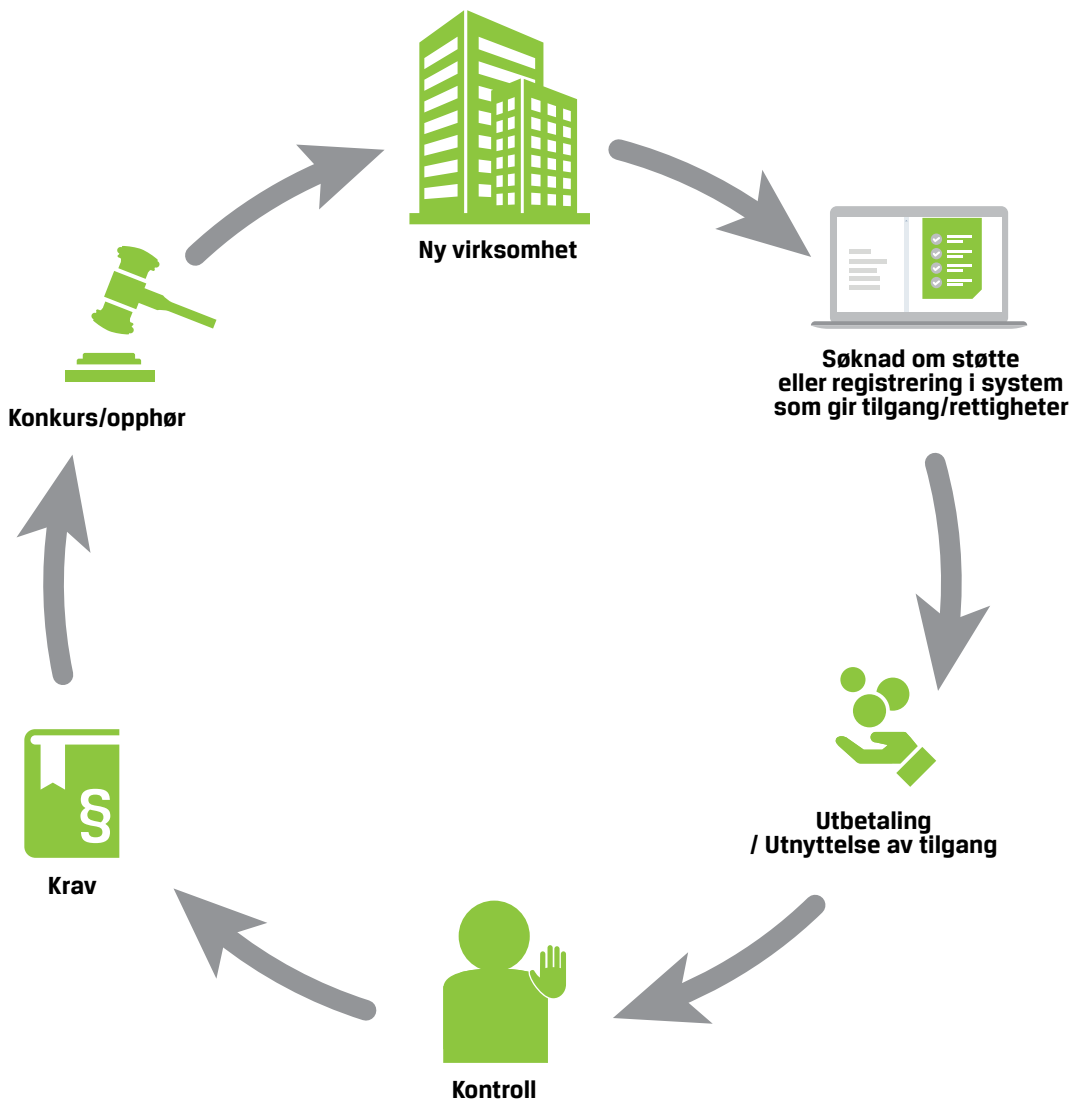 Ny virksomhet
Søknad om støtte
eller registrering i system
som gir tilgang/rettigheter
Utbetaling
/ Utnyttelse av tilgang
Kontroll
Krav
§
Konkurs/opphør